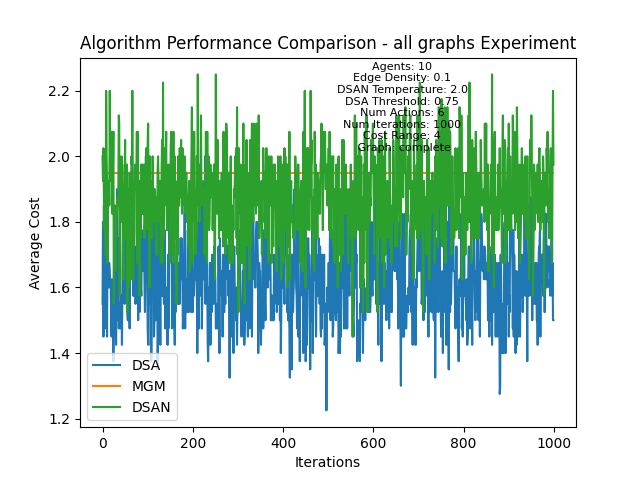 Algorithm Performance Comparison - all graphs Experiment
Agents: 10
Edge Density: 0.1
DSAN Temperature: 2.0
DSA Threshold: 0.75
Num Actions: 6
Num Iterations: 1000
Cost Range: 4
Graph: complete
Average Cost
2.2
2.0
1.8
1.6
1.4
1.2
DSA
MGM
DSAN
0
200
400
600
800
1000
Iterations